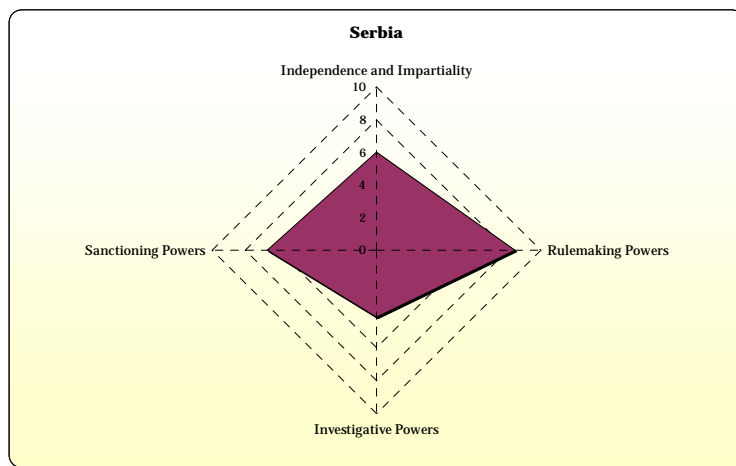 Serbia
Independence and Impartiality
10
8
6
4
2
0
Sanctioning Powers
Rulemaking Powers
Investigative Powers